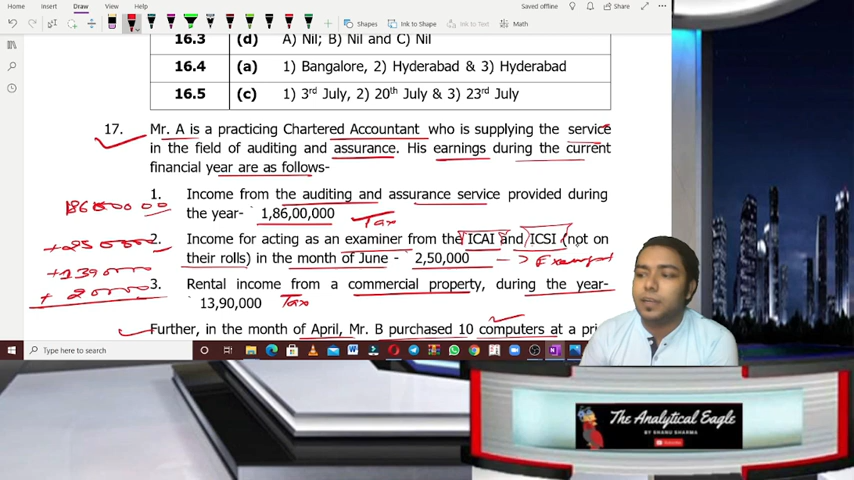 Home Insert Draw View Help
Saved offline
Share
Shapes Ink to Shape Ink to Text Math
16.3 (d) A) Nil; B) Nil and C) Nil
16.4 (a) 1) Bangalore, 2) Hyderabad & 3) Hyderabad
16.5 (c) 1) 3rd July, 2) 20th July & 3) 23rd July
17. Mr. A is a practicing Chartered Accountant who is supplying the service
in the field of auditing and assurance. His earnings during the current
financial year are as follows-
1. Income from the auditing and assurance service provided during
the year- ` 1,86,00,000 Tax
2. Income for acting as an examiner from the ICAI and ICSI (not on
their rolls) in the month of June - ` 2,50,000 -> Exempt
3. Rental income from a commercial property, during the year-
13,90,000 Tax
Further, in the month of April, Mr. B purchased 10 computers at a
Type here to search
The Analytical Eagle
BY SHANU SHARMA
Subscribe